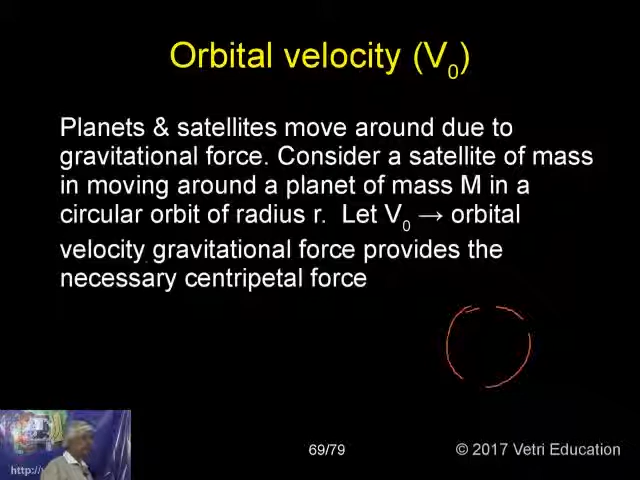 Orbital velocity (V₀)
Planets & satellites move around due to
gravitational force. Consider a satellite of mass
in moving around a planet of mass M in a
circular orbit of radius r. Let V₀ → orbital
velocity gravitational force provides the
necessary centripetal force
http://
69/79
© 2017 Vetri Education